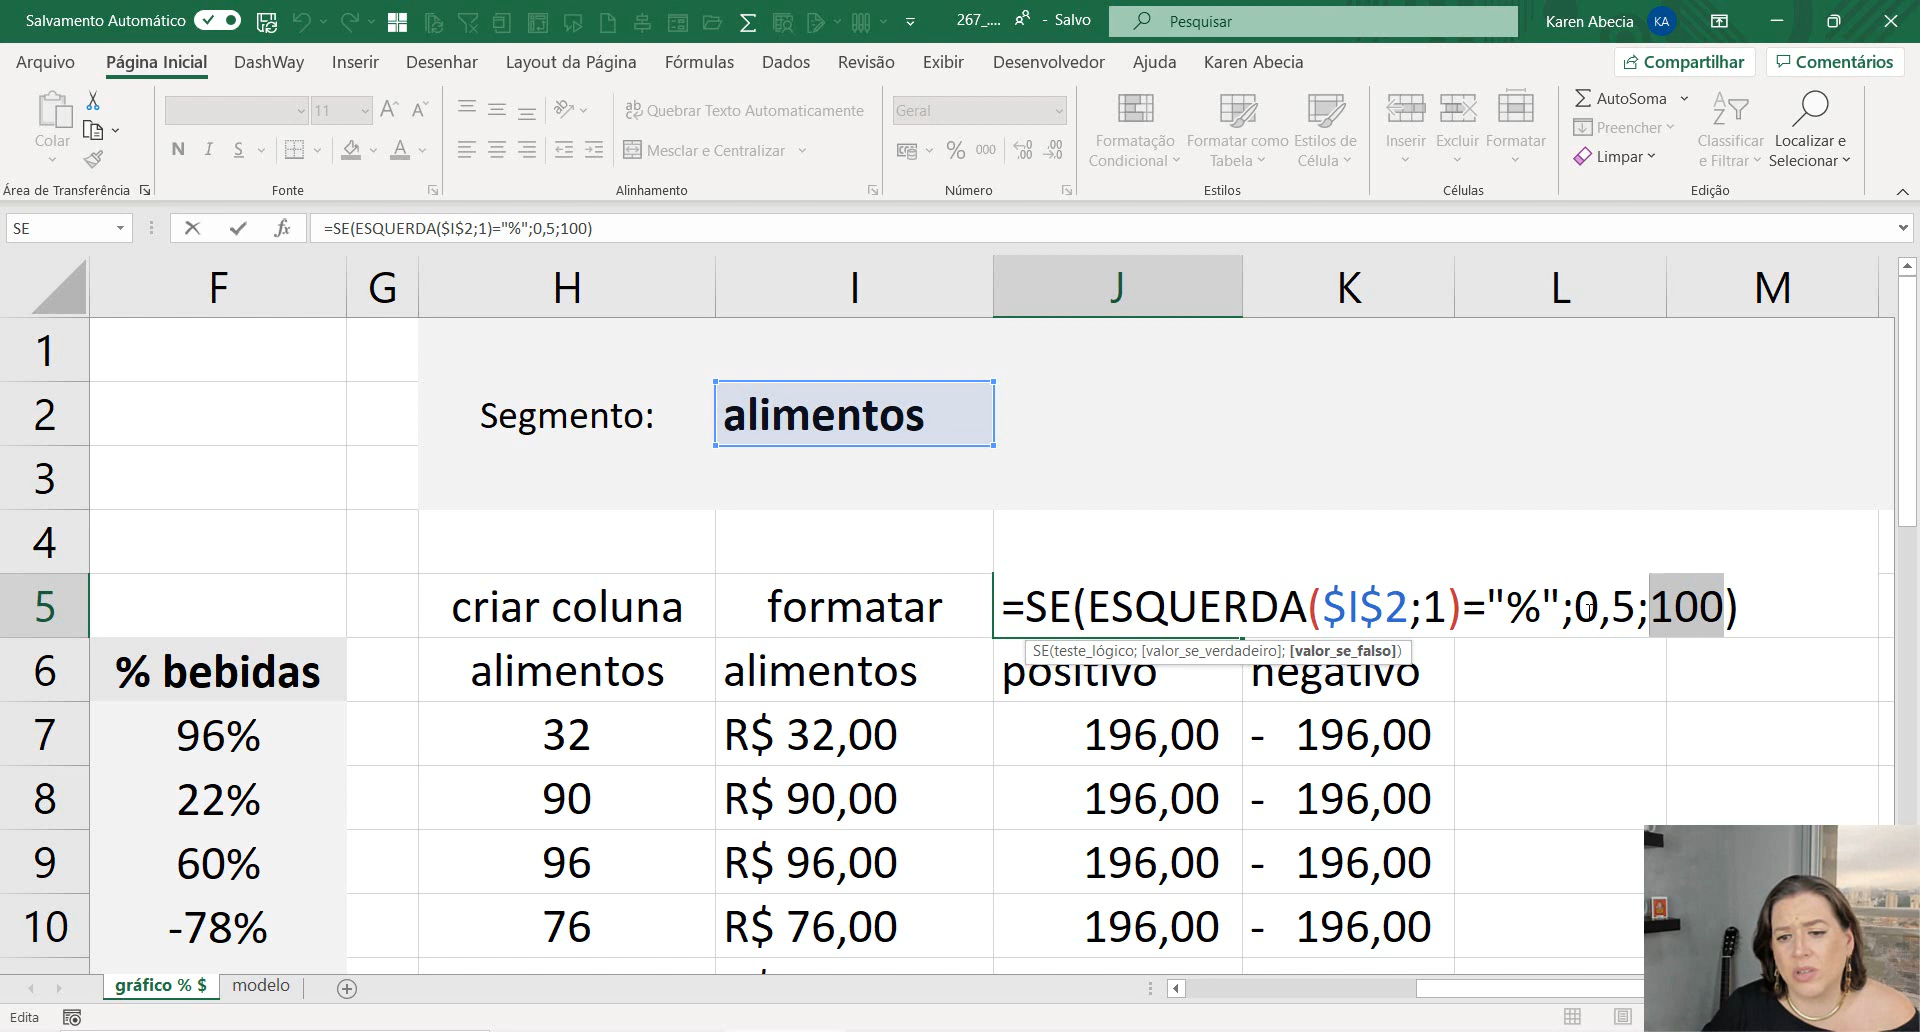 Salvamento Automático
267_.... - Salvo
Pesquisar
Karen Abecia KA
Arquivo Página Inicial DashWay Inserir Desenhar Layout da Página Fórmulas Dados Revisão Exibir Desenvolvedor Ajuda Karen Abecia Compartilhar Comentários
Colar
Área de Transferência
11
N I S
Fonte
Quebrar Texto Automaticamente
Mesclar e Centralizar
Alinhamento
Geral
% 000
Número
Formatação Condicional
Formatar como Tabela
Estilos de Célula
Estilos
Inserir Excluir Formatar
Células
AutoSoma
Preencher
Limpar
Classificar e Filtrar
Localizar e Selecionar
Edição
SE fx =SE(ESQUERDA($I$2;1)="%";0,5;100)
F G H I J K L M
1
2 Segmento: alimentos
3
4
5 criar coluna formatar =SE(ESQUERDA($I$2;1)="%";0,5;100)
SE(teste_lógico; [valor_se_verdadeiro]; [valor_se_falso])
6 % bebidas alimentos alimentos positivo negativo
7 96% 32 R$ 32,00 196,00 - 196,00
8 22% 90 R$ 90,00 196,00 - 196,00
9 60% 96 R$ 96,00 196,00 - 196,00
10 -78% 76 R$ 76,00 196,00 - 196,00
gráfico % $ modelo
Edita